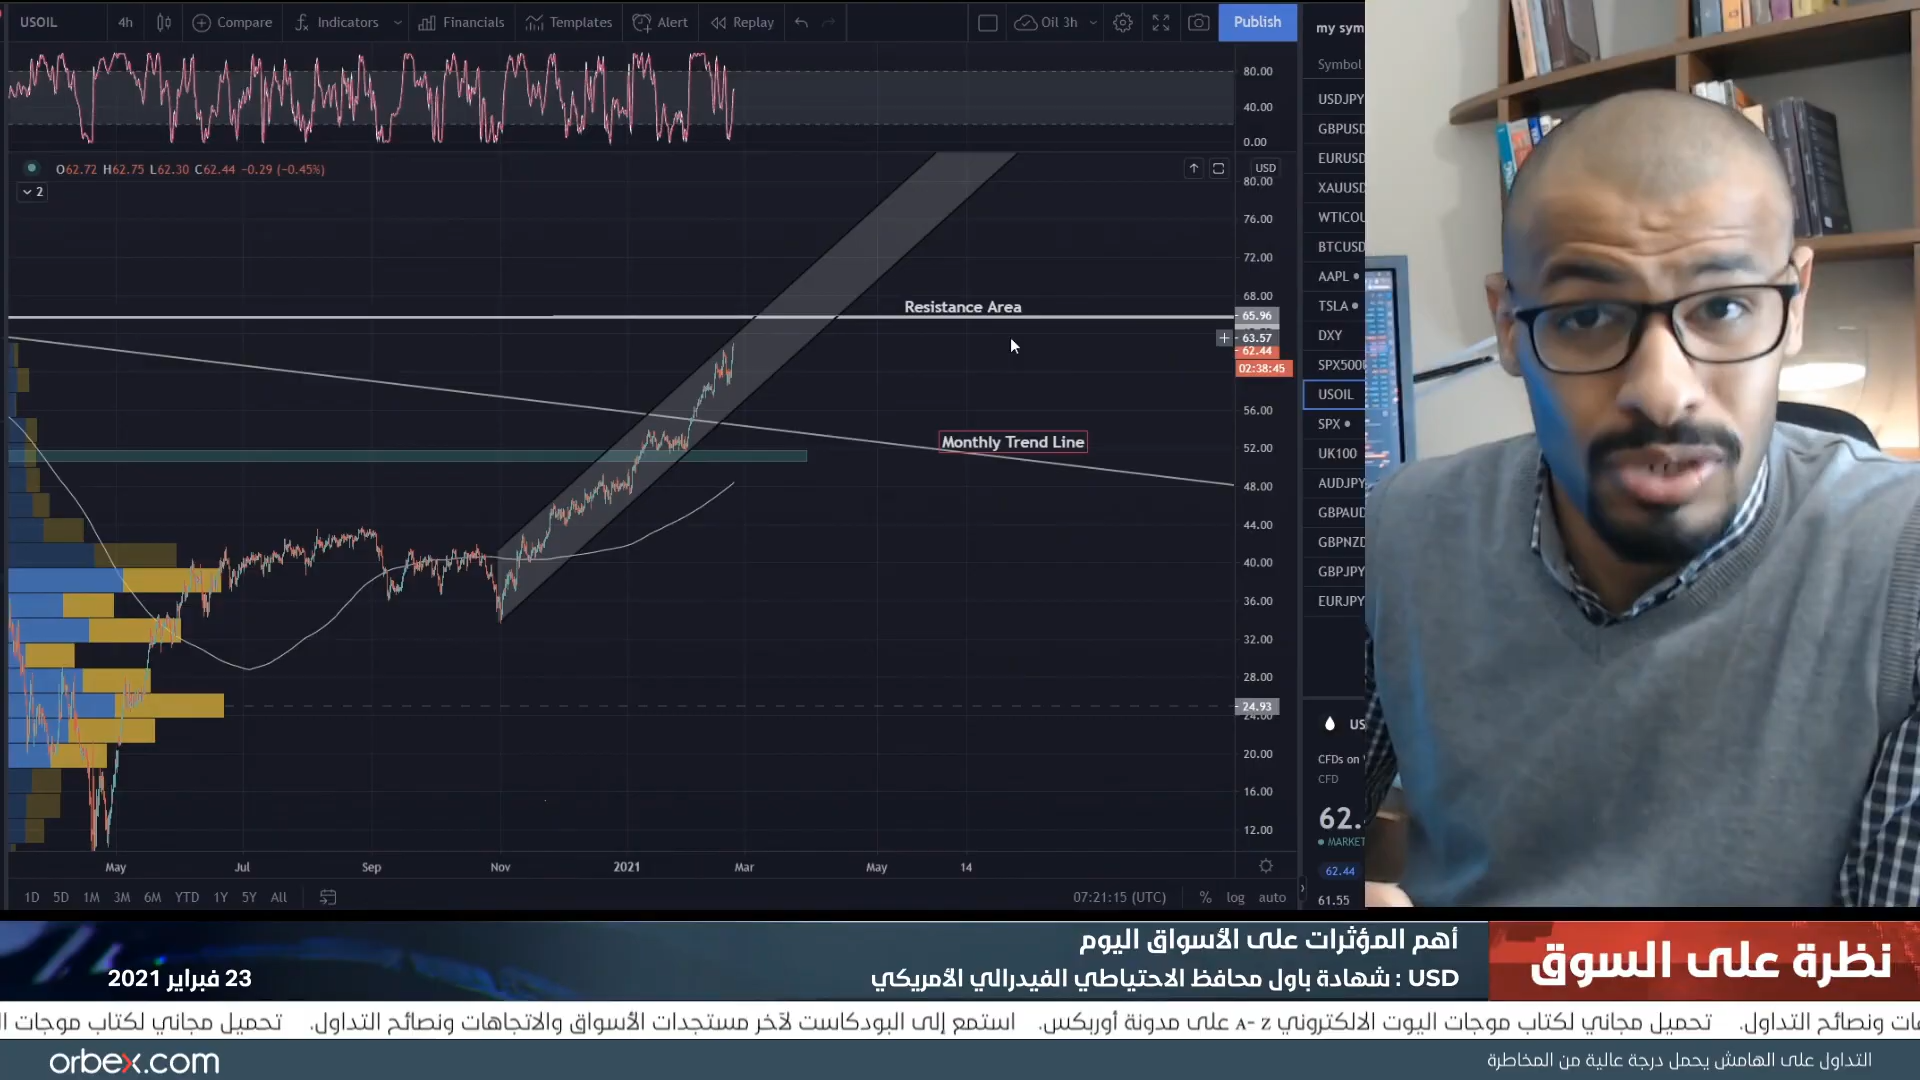 USOIL 4h Compare Indicators Financials Templates Alert Replay Oil 3h Publish
my sym
Symbol
USDJPY
GBPUSD
EURUSD
XAUUSD
WTICOU
BTCUSD
AAPL
TSLA
DXY
SPX500
USOIL
SPX
UK100
AUDJPY
GBPAUD
GBPNZD
GBPJPY
EURJPY
80.00
40.00
0.00
O62.72 H62.75 L62.30 C62.44 −0.29 (−0.45%)
2
USD
80.00
76.00
72.00
68.00
65.96
63.57
62.44
02:38:45
56.00
52.00
48.00
44.00
40.00
36.00
32.00
28.00
24.93
24.00
20.00
16.00
12.00
Resistance Area
Monthly Trend Line
May Jul Sep Nov 2021 Mar May 14
1D 5D 1M 3M 6M YTD 1Y 5Y All
07:21:15 (UTC) % log auto
US
CFDs on
CFD
62.
MARKET
62.44
61.55
نظرة على السوق
أهم المؤثرات على الأسواق اليوم
USD : شهادة باول محافظ الاحتياطي الفيدرالي الأمريكي
23 فبراير 2021
ونصائح التداول. تحميل مجاني لكتاب موجات اليوت الالكتروني A- Z على مدونة أوربكس. استمع إلى البودكاست لآخر مستجدات الأسواق والاتجاهات ونصائح التداول. تحميل مجاني لكتاب موجات
التداول على الهامش يحمل درجة عالية من المخاطرة
orbex.com